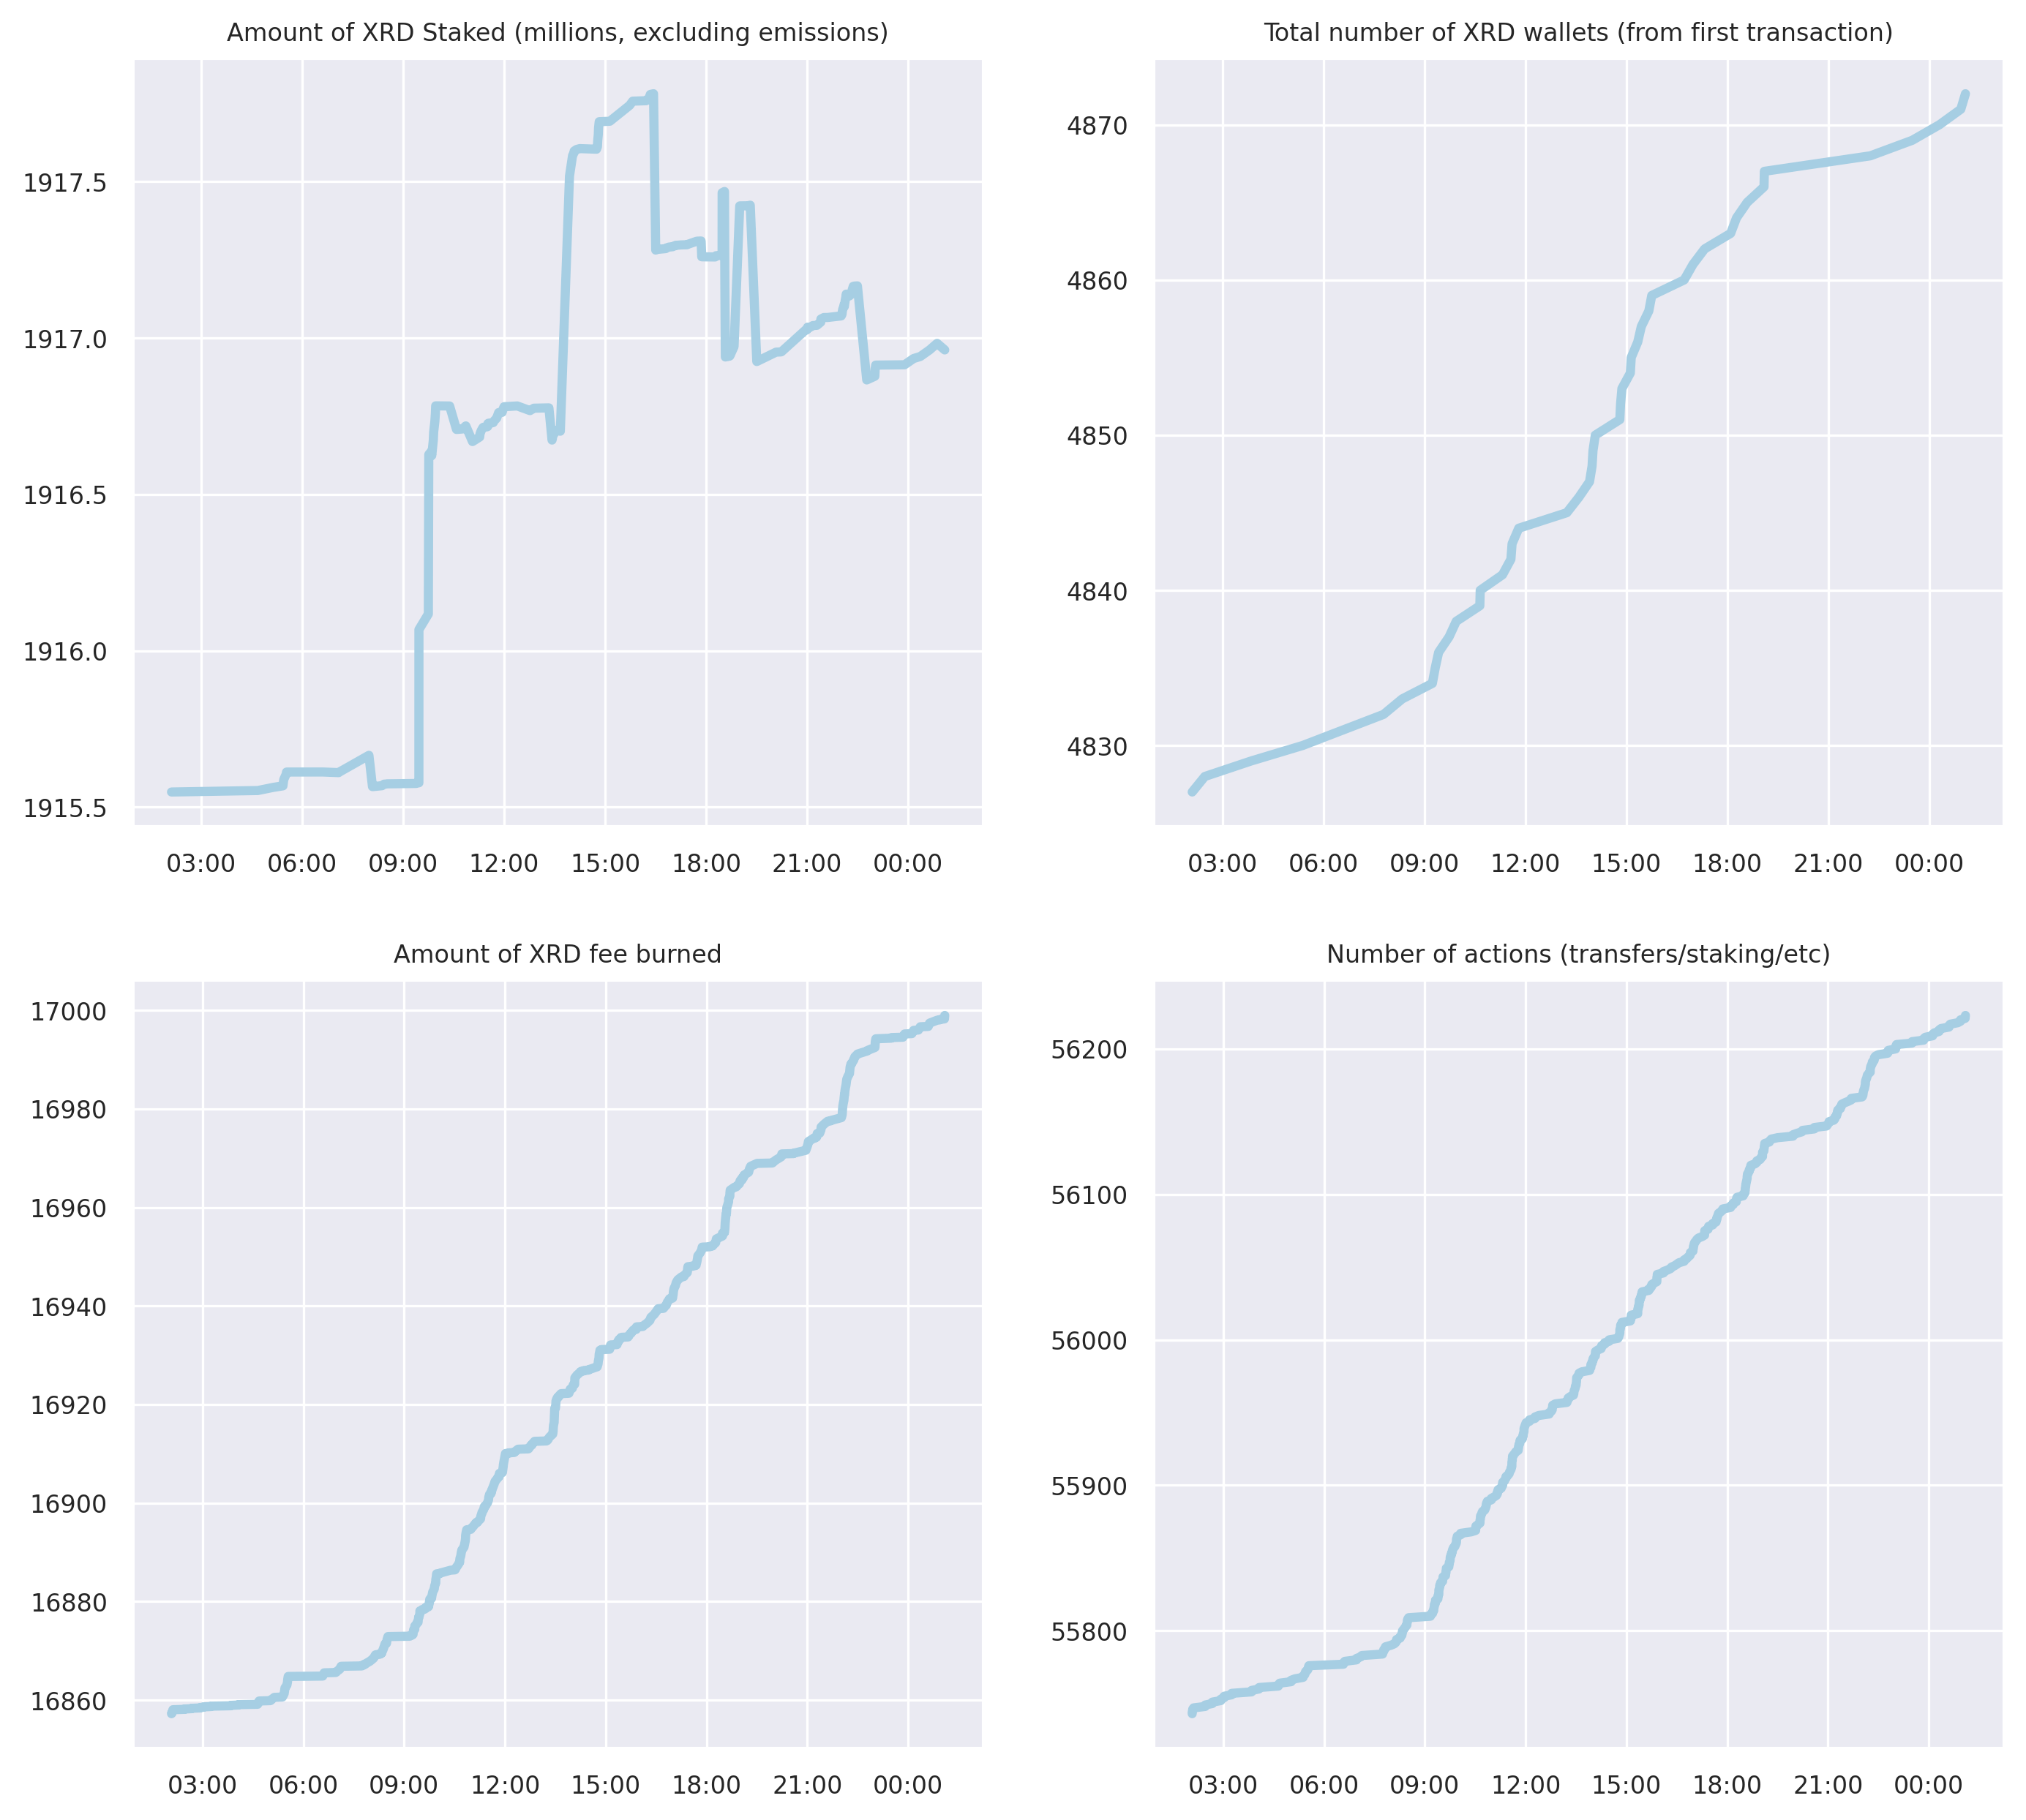 Amount of XRD Staked (millions, excluding emissions)
1917.5
1917.0
1916.5
1916.0
1915.5
03:00 06:00 09:00 12:00 15:00 18:00 21:00 00:00
Total number of XRD wallets (from first transaction)
4870
4860
4850
4840
4830
03:00 06:00 09:00 12:00 15:00 18:00 21:00 00:00
Amount of XRD fee burned
17000
16980
16960
16940
16920
16900
16880
16860
03:00 06:00 09:00 12:00 15:00 18:00 21:00 00:00
Number of actions (transfers/staking/etc)
56200
56100
56000
55900
55800
03:00 06:00 09:00 12:00 15:00 18:00 21:00 00:00